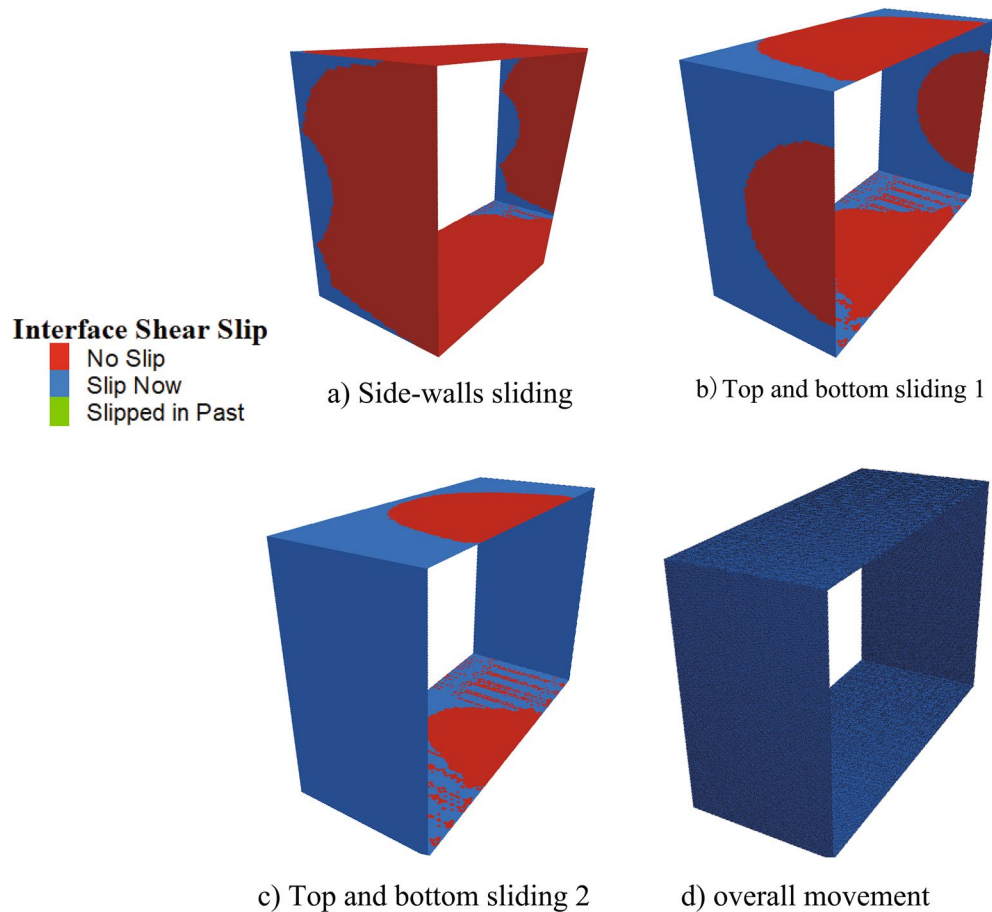 Interface Shear Slip
No Slip
Slip Now
Slipped in Past
a) Side-walls sliding
b) Top and bottom sliding 1
c) Top and bottom sliding 2
d) overall movement